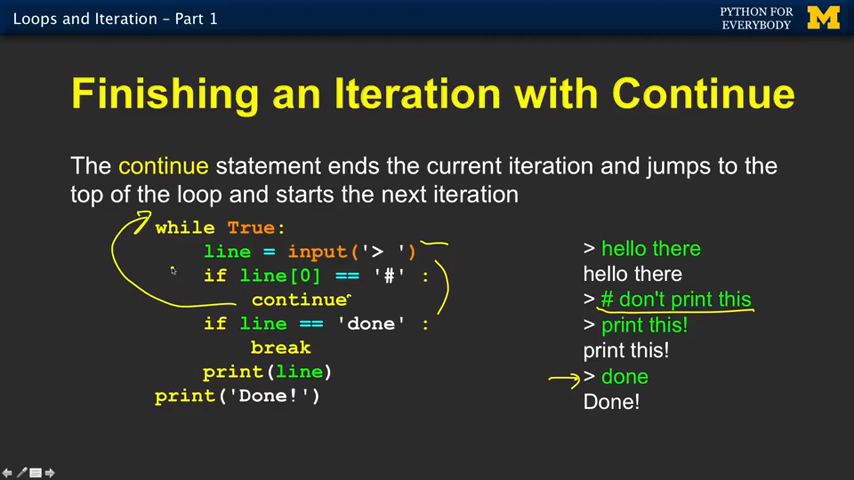 Loops and Iteration – Part 1
PYTHON FOR
EVERYBODY
M
Finishing an Iteration with Continue
The continue statement ends the current iteration and jumps to the
top of the loop and starts the next iteration
while True:
line = input('> ')
if line[0] == '#' :
continue
if line == 'done' :
break
print(line)
print('Done!')
> hello there
hello there
> # don't print this
> print this!
print this!
> done
Done!